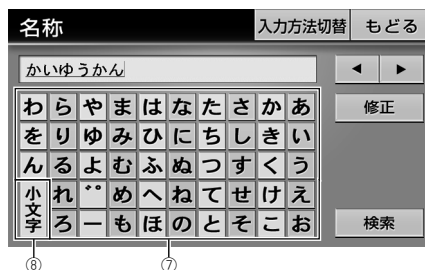 名称 入力方法切替 もどる
かいゆうかん ◀ ▶
わ ら や ま は な た さ か あ 修正
を り ゆ み ひ に ち し き い
ん る よ む ふ ぬ つ す く う
小文字 れ ゛゜ め へ ね て せ け え
ろ ー も ほ の と そ こ お 検索
⑧ ⑦